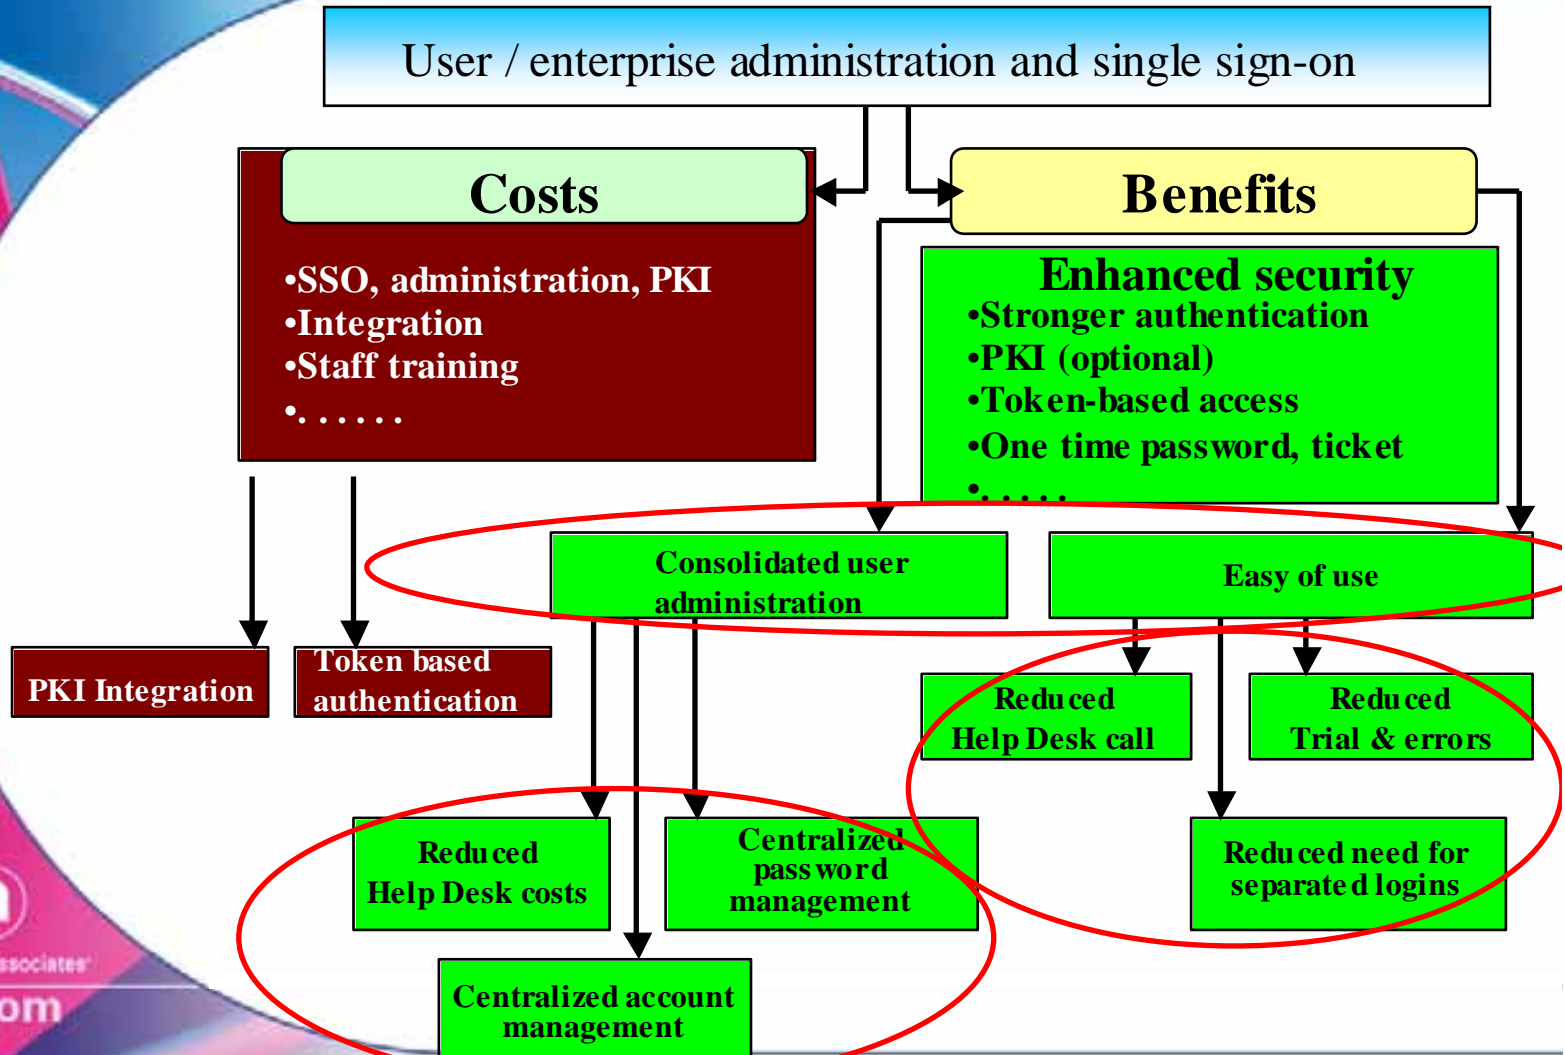 User / enterprise administration and single sign-on
Costs
•SSO, administration, PKI
•Integration
•Staff training
•. . . . . .
Benefits
Enhanced security
•Stronger authentication
•PKI (optional)
•Token-based access
•One time password, ticket
•. . . . .
Consolidated user
administration
Easy of use
PKI Integration
Token based
authentication
Reduced
Help Desk call
Reduced
Trial & errors
Reduced
Help Desk costs
Centralized
password
management
Reduced need for
separated logins
Centralized account
management
ssociates
om